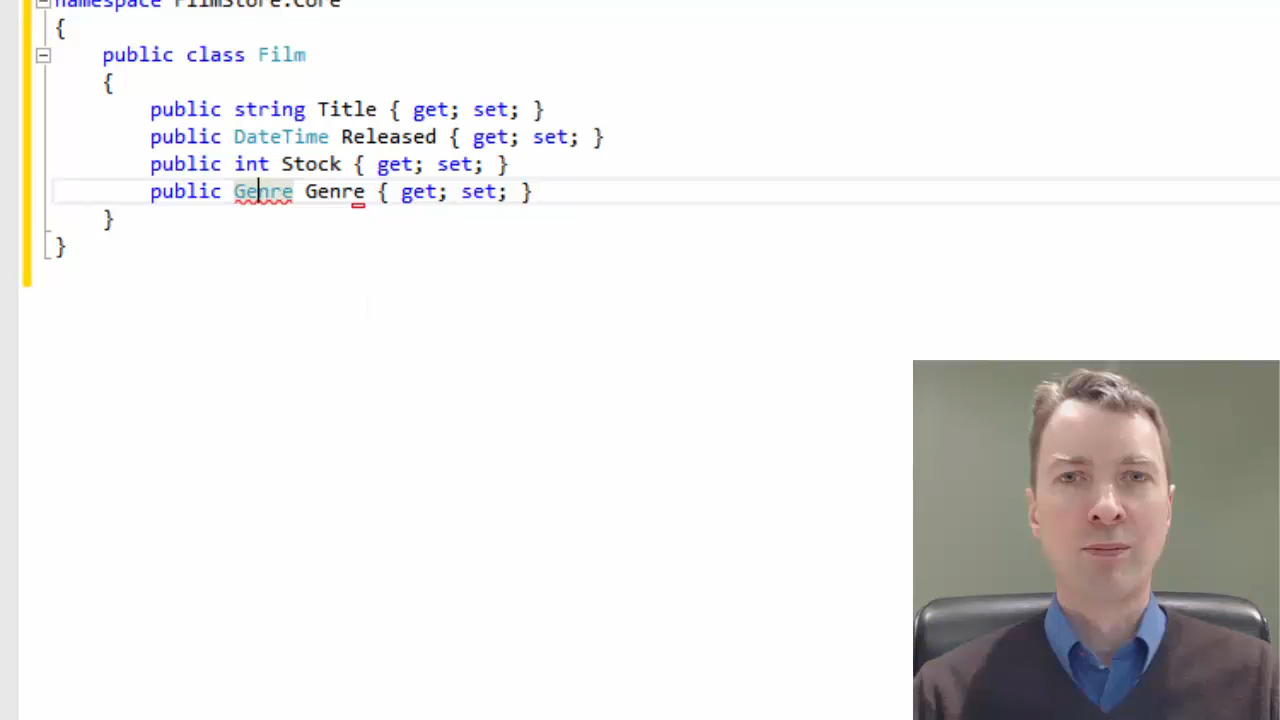 namespace FilmStore.Core
{
public class Film
{
public string Title { get; set; }
public DateTime Released { get; set; }
public int Stock { get; set; }
public Genre Genre { get; set; }
}
}